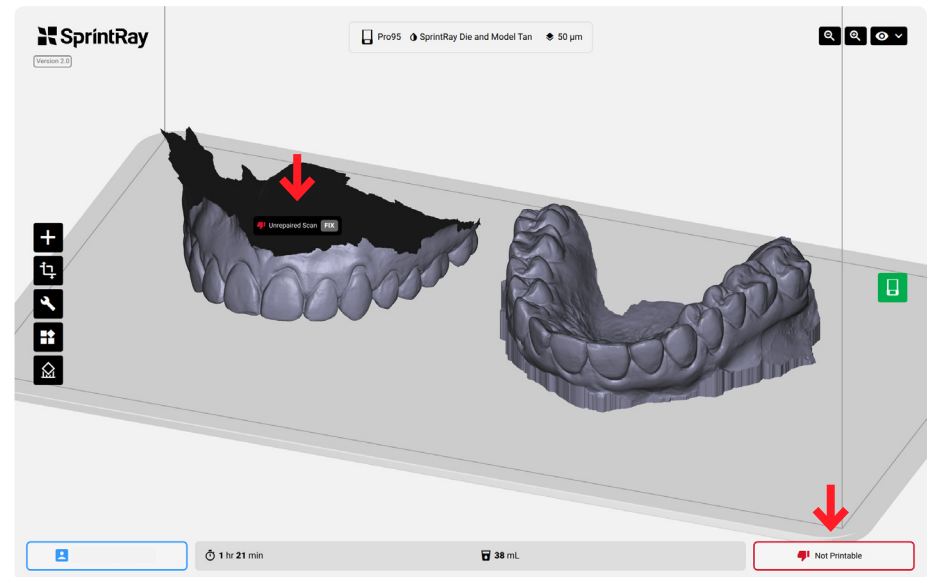 SprintRay
Version 2.0
Pro95 SprintRay Die and Model Tan 50 µm
Unrepaired Scan FIX
1 hr 21 min
38 mL
Not Printable